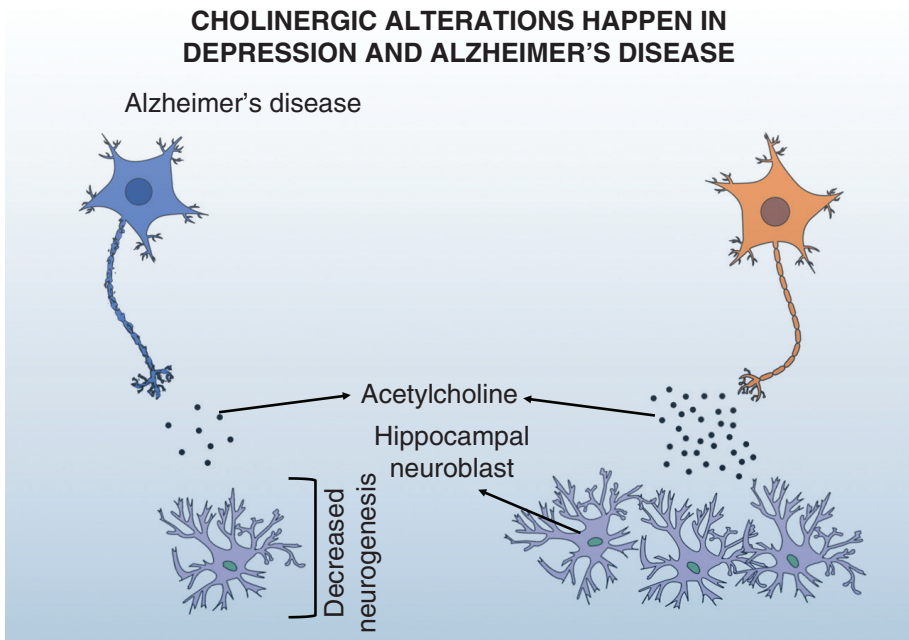 CHOLINERGIC ALTERATIONS HAPPEN IN
DEPRESSION AND ALZHEIMER'S DISEASE
Alzheimer's disease
Acetylcholine
Hippocampal
neuroblast
Decreased
neurogenesis